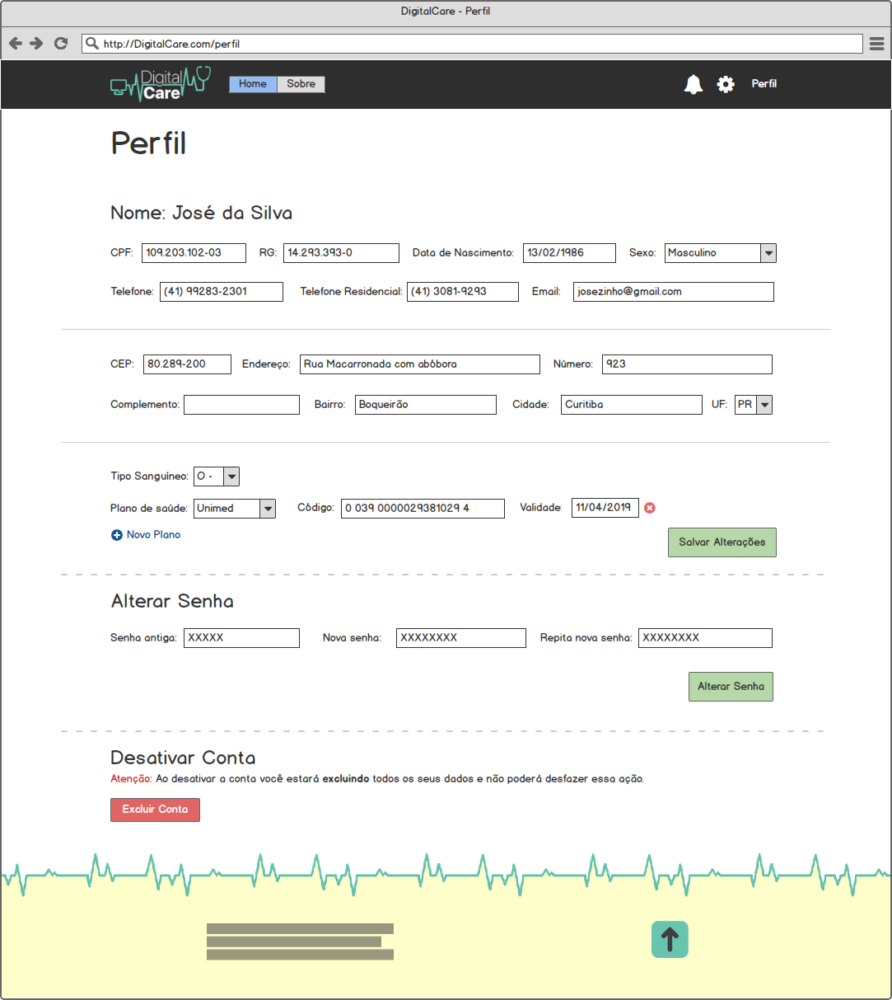 DigitalCare - Perfil
http://DigitalCare.com/perfil
Digital
Care
Home Sobre Perfil
Perfil
Nome: José da Silva
CPF: 109.203.102-03 RG: 14.293.393-0 Data de Nascimento: 13/02/1986 Sexo: Masculino
Telefone: (41) 99283-2301 Telefone Residencial: (41) 3081-9293 Email: josezinho@gmail.com
CEP: 80.289-200 Endereço: Rua Macarronada com abóbora Número: 923
Complemento: Bairro: Boqueirão Cidade: Curitiba UF: PR
Tipo Sanguíneo: O -
Plano de saúde: Unimed Código: 0 039 0000029381029 4 Validade: 11/04/2019
Novo Plano
Salvar Alterações
Alterar Senha
Senha antiga: XXXXX Nova senha: XXXXXXXX Repita nova senha: XXXXXXXX
Alterar Senha
Desativar Conta
Atenção: Ao desativar a conta você estará excluindo todos os seus dados e não poderá desfazer essa ação.
Excluir Conta